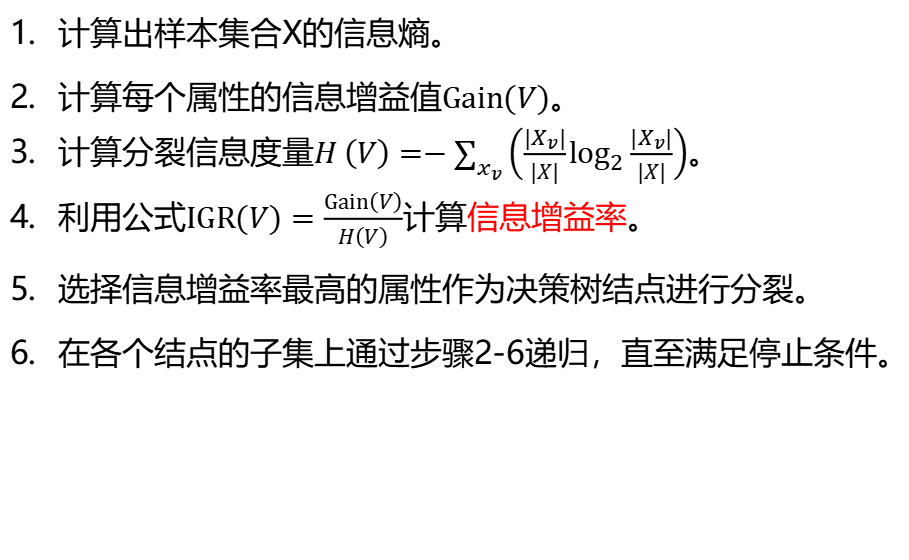 1. 计算出样本集合X的信息熵。
2. 计算每个属性的信息增益值Gain(V)。
3. 计算分裂信息度量H (V) =− ∑_{x_v} (|X_v|/|X| log₂ |X_v|/|X|)。
4. 利用公式IGR(V) = Gain(V)/H(V)计算信息增益率。
5. 选择信息增益率最高的属性作为决策树结点进行分裂。
6. 在各个结点的子集上通过步骤2-6递归，直至满足停止条件。